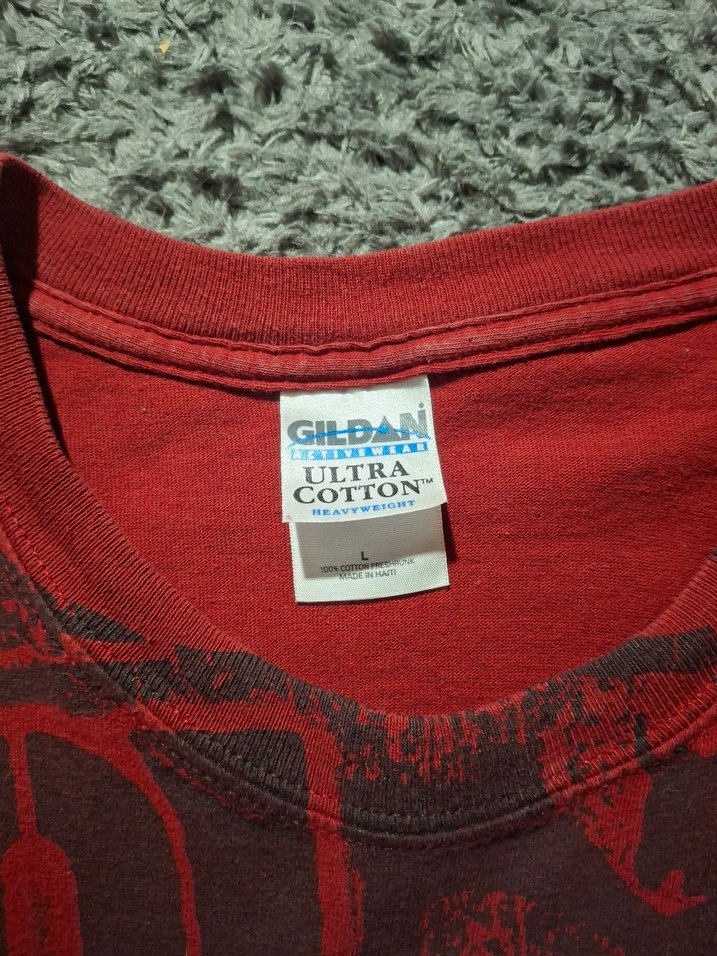 GILDAN
ACTIVEWEAR
ULTRA
COTTON™
HEAVYWEIGHT
L
100% COTTON PRESHRUNK
MADE IN HAITI